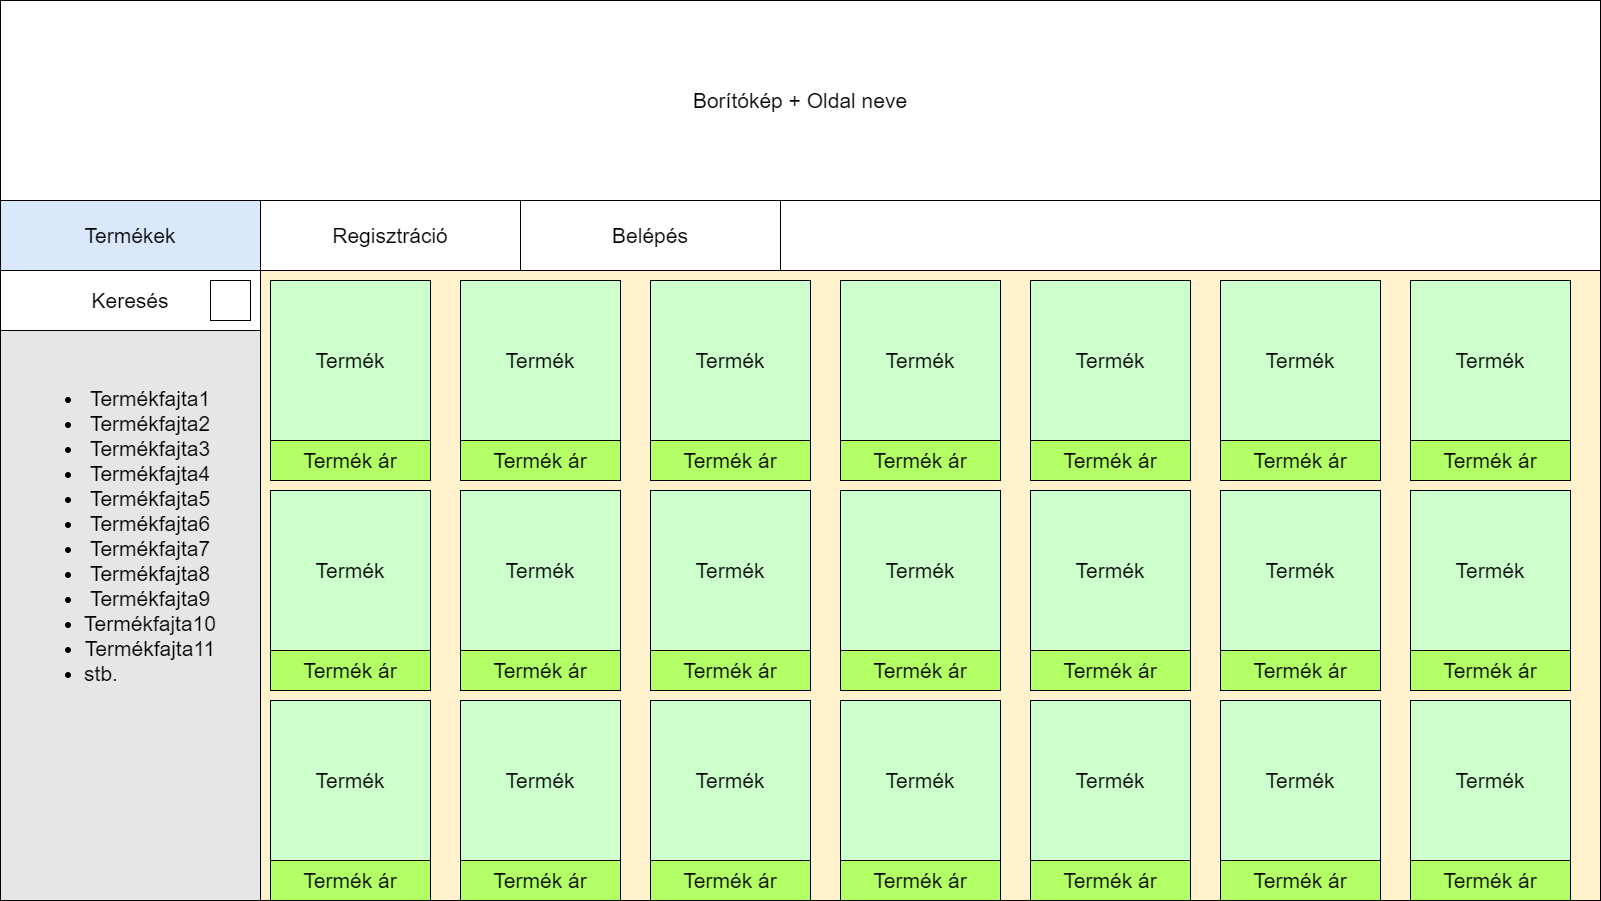 Borítókép + Oldal neve
Termékek
Regisztráció
Belépés
Keresés
Termékfajta1
Termékfajta2
Termékfajta3
Termékfajta4
Termékfajta5
Termékfajta6
Termékfajta7
Termékfajta8
Termékfajta9
Termékfajta10
Termékfajta11
stb.
Termék Termék Termék Termék Termék Termék Termék
Termék ár Termék ár Termék ár Termék ár Termék ár Termék ár Termék ár
Termék Termék Termék Termék Termék Termék Termék
Termék ár Termék ár Termék ár Termék ár Termék ár Termék ár Termék ár
Termék Termék Termék Termék Termék Termék Termék
Termék ár Termék ár Termék ár Termék ár Termék ár Termék ár Termék ár